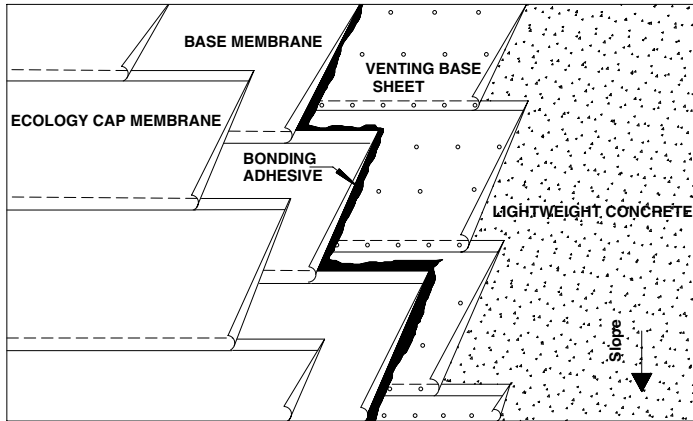 BASE MEMBRANE
VENTING BASE
SHEET
ECOLOGY CAP MEMBRANE
BONDING
ADHESIVE
LIGHTWEIGHT CONCRETE
Slope